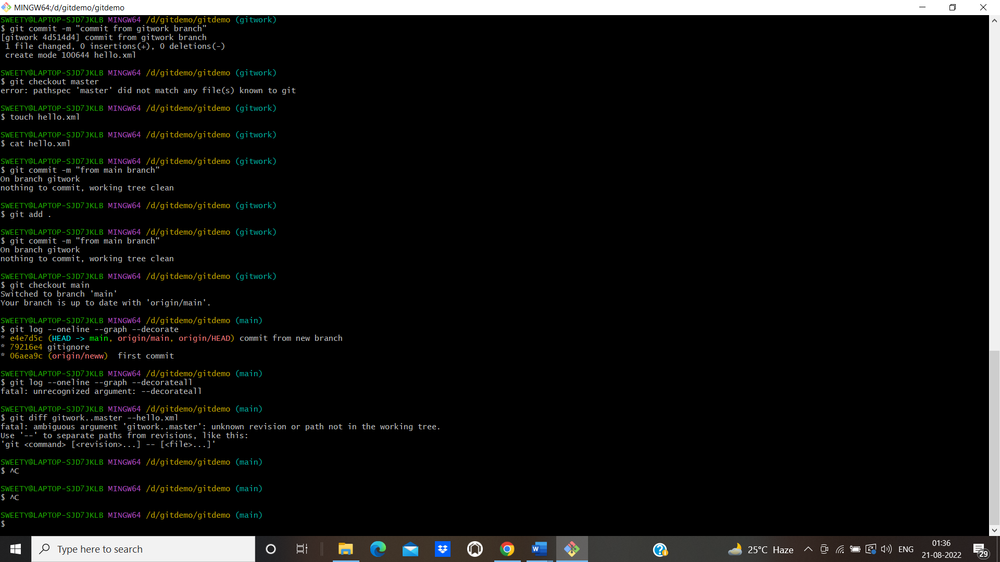 MINGW64:/d/gitdemo/gitdemo
SWEETY@LAPTOP-SJD7JKLB MINGW64 /d/gitdemo/gitdemo (gitwork)
$ git commit -m "commit from gitwork branch"
[gitwork 4d514d4] commit from gitwork branch
 1 file changed, 0 insertions(+), 0 deletions(-)
 create mode 100644 hello.xml

SWEETY@LAPTOP-SJD7JKLB MINGW64 /d/gitdemo/gitdemo (gitwork)
$ git checkout master
error: pathspec 'master' did not match any file(s) known to git

SWEETY@LAPTOP-SJD7JKLB MINGW64 /d/gitdemo/gitdemo (gitwork)
$ touch hello.xml

SWEETY@LAPTOP-SJD7JKLB MINGW64 /d/gitdemo/gitdemo (gitwork)
$ cat hello.xml

SWEETY@LAPTOP-SJD7JKLB MINGW64 /d/gitdemo/gitdemo (gitwork)
$ git commit -m "from main branch"
On branch gitwork
nothing to commit, working tree clean

SWEETY@LAPTOP-SJD7JKLB MINGW64 /d/gitdemo/gitdemo (gitwork)
$ git add .

SWEETY@LAPTOP-SJD7JKLB MINGW64 /d/gitdemo/gitdemo (gitwork)
$ git commit -m "from main branch"
On branch gitwork
nothing to commit, working tree clean

SWEETY@LAPTOP-SJD7JKLB MINGW64 /d/gitdemo/gitdemo (gitwork)
$ git checkout main
Switched to branch 'main'
Your branch is up to date with 'origin/main'.

SWEETY@LAPTOP-SJD7JKLB MINGW64 /d/gitdemo/gitdemo (main)
$ git log --oneline --graph --decorate
* e4e7d5c (HEAD -> main, origin/main, origin/HEAD) commit from new branch
* 79216e4 gitignore
* 06aea9c (origin/neww)  first commit

SWEETY@LAPTOP-SJD7JKLB MINGW64 /d/gitdemo/gitdemo (main)
$ git log --oneline --graph --decorateall
fatal: unrecognized argument: --decorateall

SWEETY@LAPTOP-SJD7JKLB MINGW64 /d/gitdemo/gitdemo (main)
$ git diff gitwork..master --hello.xml
fatal: ambiguous argument 'gitwork..master': unknown revision or path not in the working tree.
Use '--' to separate paths from revisions, like this:
'git <command> [<revision>...] -- [<file>...]'

SWEETY@LAPTOP-SJD7JKLB MINGW64 /d/gitdemo/gitdemo (main)
$ ^C

SWEETY@LAPTOP-SJD7JKLB MINGW64 /d/gitdemo/gitdemo (main)
$ ^C

SWEETY@LAPTOP-SJD7JKLB MINGW64 /d/gitdemo/gitdemo (main)
$
Type here to search
25°C Haze
ENG
01:36
21-08-2022
29